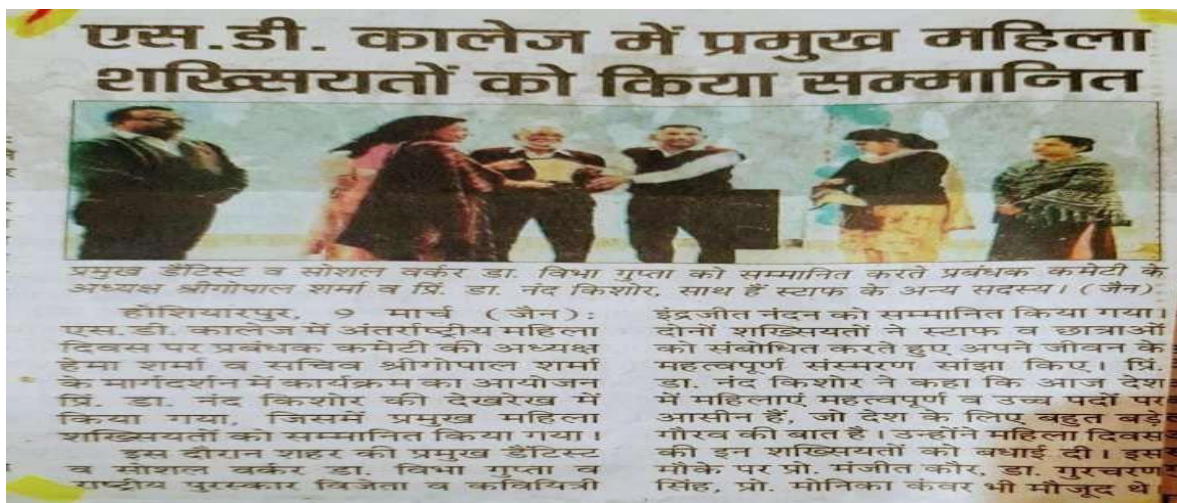 एस.डी. कालेज में प्रमुख महिला
शख्सियतों को किया सम्मानित
प्रमुख डैंटिस्ट व सोशल वर्कर डा. विभा गुप्ता को सम्मानित करते प्रबंधक कमेटी के
अध्यक्ष श्रीगोपाल शर्मा व प्रिं. डा. नंद किशोर, साथ हैं स्टाफ के अन्य सदस्य। (जैन)
होशियारपुर, 9 मार्च (जैन):
एस.डी. कालेज में अंतर्राष्ट्रीय महिला
दिवस पर प्रबंधक कमेटी की अध्यक्ष
हेमा शर्मा व सचिव श्रीगोपाल शर्मा
के मार्गदर्शन में कार्यक्रम का आयोजन
प्रिं. डा. नंद किशोर की देखरेख में
किया गया, जिसमें प्रमुख महिला
शख्सियतों को सम्मानित किया गया।
इस दौरान शहर की प्रमुख डैंटिस्ट
व सोशल वर्कर डा. विभा गुप्ता व
राष्ट्रीय पुरस्कार विजेता व कवियित्री
इंद्रजीत नंदन को सम्मानित किया गया।
दोनों शख्सियतों ने स्टाफ व छात्राओं
को संबोधित करते हुए अपने जीवन के
महत्वपूर्ण संस्मरण सांझा किए। प्रिं.
डा. नंद किशोर ने कहा कि आज देश
में महिलाएं महत्वपूर्ण व उच्च पदों पर
आसीन हैं, जो देश के लिए बहुत बड़े
गौरव की बात है। उन्होंने महिला दिवस
की इन शख्सियतों को बधाई दी। इस
मौके पर प्रो. मंजीत कौर, डा. गुरचरण
सिंह, प्रो. मोनिका कंवर भी मौजूद थे।